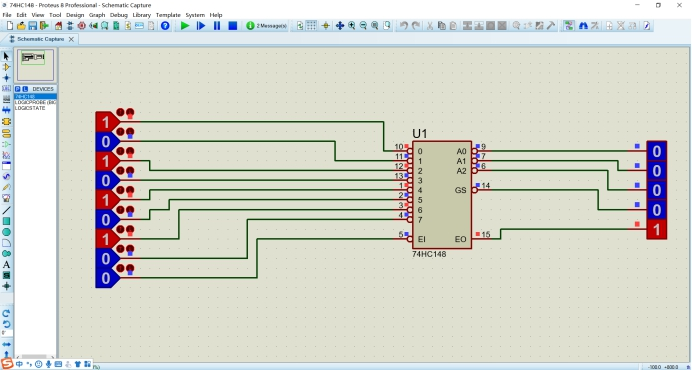 74HC148 - Proteus 8 Professional - Schematic Capture
File Edit View Tool Design Graph Debug Library Template System Help
2 Message(s)
Schematic Capture X
P L DEVICES
74HC148
LOGICPROBE (BIG
LOGICSTATE
U1
1
0
1
0
1
0
1
0
0
10 0 A0 9 0
11 1 A1 7 0
12 2 A2 6 0
13 3
1 4 GS 14 0
2 5
3 6
4 7
5 EI EO 15 1
74HC148
A
0°
中
-100.0 +800.0